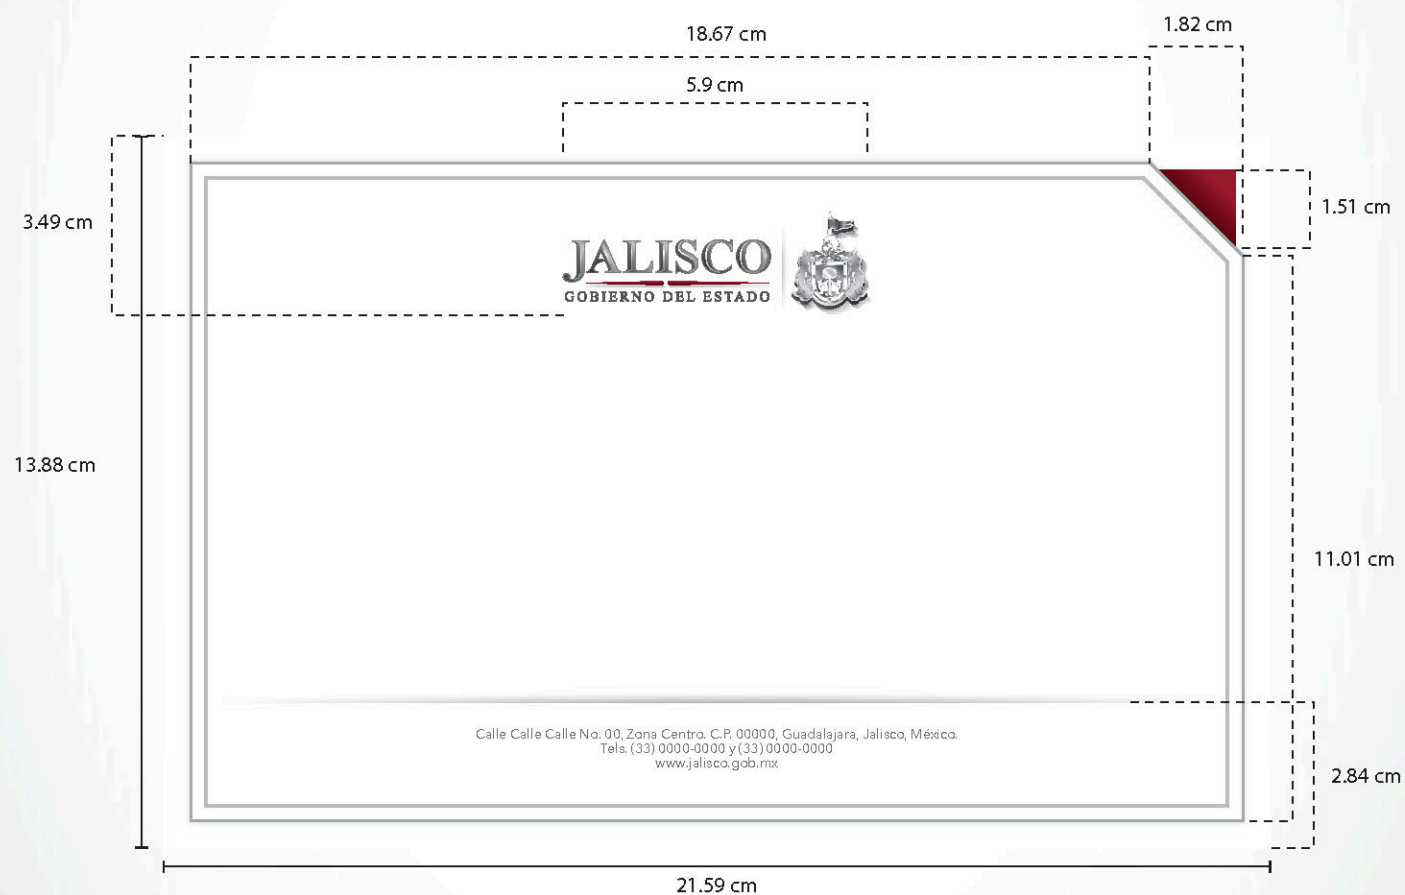 18.67 cm
1.82 cm
5.9 cm
3.49 cm
1.51 cm
JALISCO
GOBIERNO DEL ESTADO
13.88 cm
11.01 cm
Calle Calle Calle No. 00, Zona Centro. C.P. 00000, Guadalajara, Jalisco, México.
Tels. (33) 0000-0000 y (33) 0000-0000
www.jalisco.gob.mx
2.84 cm
21.59 cm